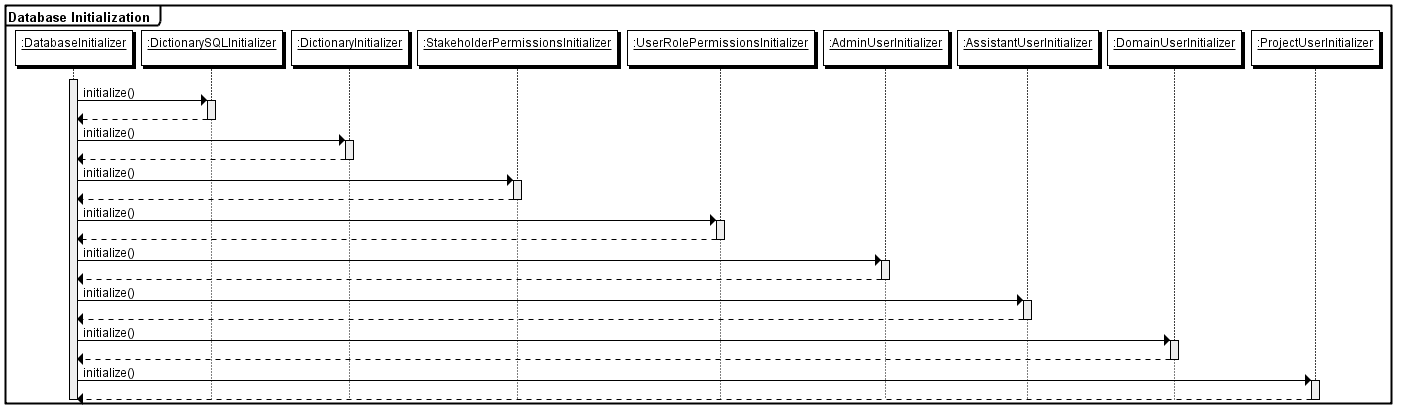 Database Initialization
:DatabaseInitializer
:DictionarySQLInitializer
:DictionaryInitializer
:StakeholderPermissionsInitializer
:UserRolePermissionsInitializer
:AdminUserInitializer
:AssistantUserInitializer
:DomainUserInitializer
:ProjectUserInitializer
initialize()
initialize()
initialize()
initialize()
initialize()
initialize()
initialize()
initialize()